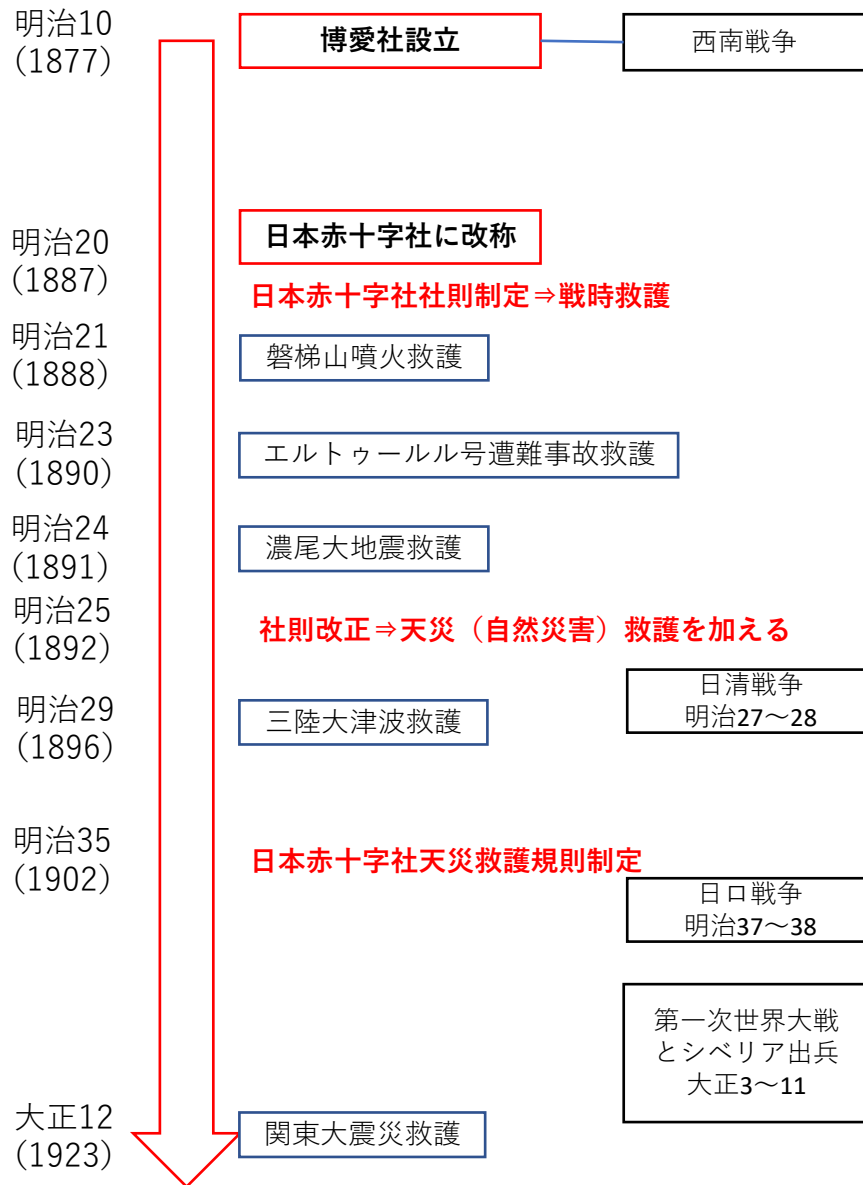 明治10
(1877)
博愛社設立
西南戦争
明治20
(1887)
日本赤十字社に改称
日本赤十字社社則制定⇒戦時救護
明治21
(1888)
磐梯山噴火救護
明治23
(1890)
エルトゥールル号遭難事故救護
明治24
(1891)
濃尾大地震救護
明治25
(1892)
社則改正⇒天災（自然災害）救護を加える
日清戦争
明治27～28
明治29
(1896)
三陸大津波救護
明治35
(1902)
日本赤十字社天災救護規則制定
日ロ戦争
明治37～38
第一次世界大戦
とシベリア出兵
大正3～11
大正12
(1923)
関東大震災救護